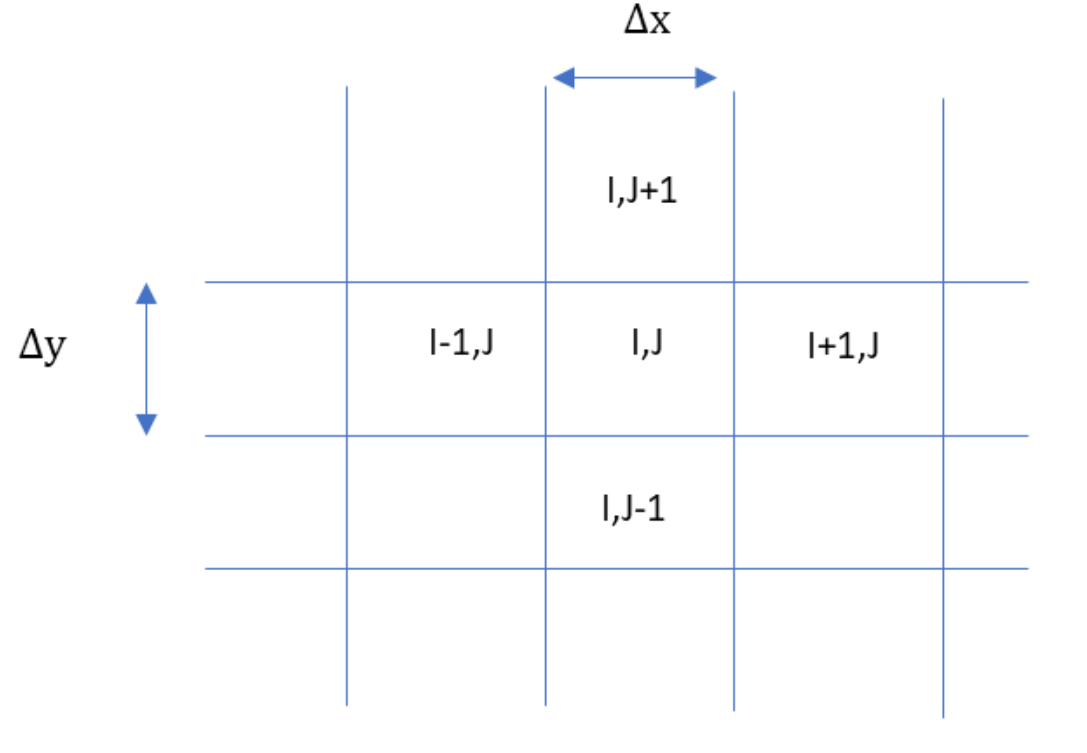 Δx
I,J+1
Δy
I-1,J
I,J
I+1,J
I,J-1